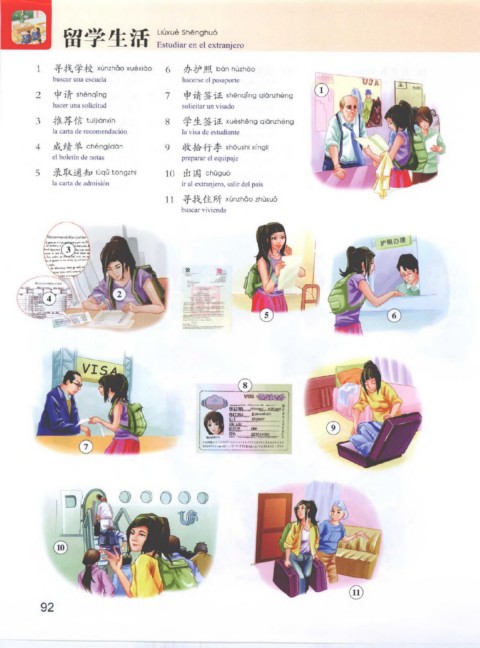 留学生活 Liúxué Shēnghuó
Estudiar en el extranjero
1 寻找学校 xúnzhǎo xuéxiào
buscar una escuela
2 申请 shēnqǐng
hacer una solicitud
3 推荐信 tuījiànxìn
la carta de recomendación
4 成绩单 chéngjìdān
el boletín de notas
5 录取通知 lùqǔ tōngzhī
la carta de admisión
6 办护照 bàn hùzhào
hacerse el pasaporte
7 申请签证 shēnqǐng qiānzhèng
solicitar un visado
8 学生签证 xuéshēng qiānzhèng
la visa de estudiante
9 收拾行李 shōushi xíngli
preparar el equipaje
10 出国 chūguó
ir al extranjero, salir del país
11 寻找住所 xúnzhǎo zhùsuǒ
buscar vivienda
USA
1
3
4
2
5
护照办理
6
VISA
7
8
VISA
9
10
11
92